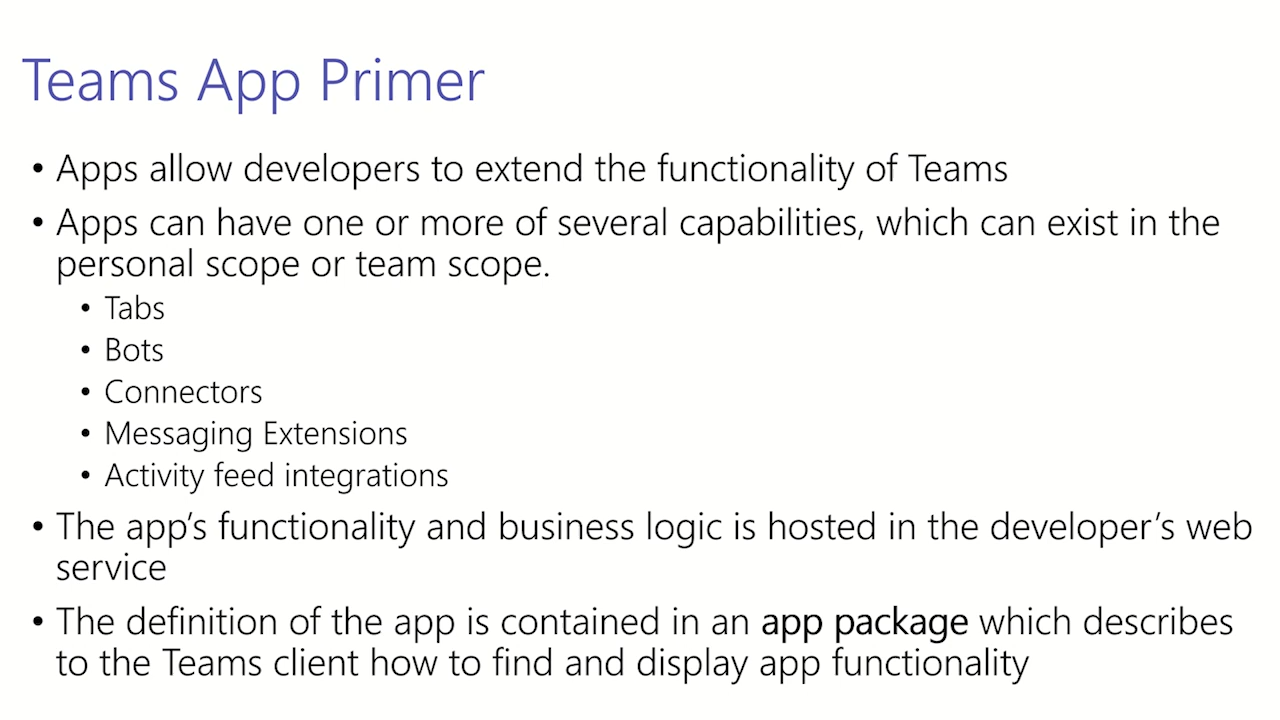 Teams App Primer
• Apps allow developers to extend the functionality of Teams
• Apps can have one or more of several capabilities, which can exist in the
personal scope or team scope.
• Tabs
• Bots
• Connectors
• Messaging Extensions
• Activity feed integrations
• The app’s functionality and business logic is hosted in the developer’s web
service
• The definition of the app is contained in an app package which describes
to the Teams client how to find and display app functionality